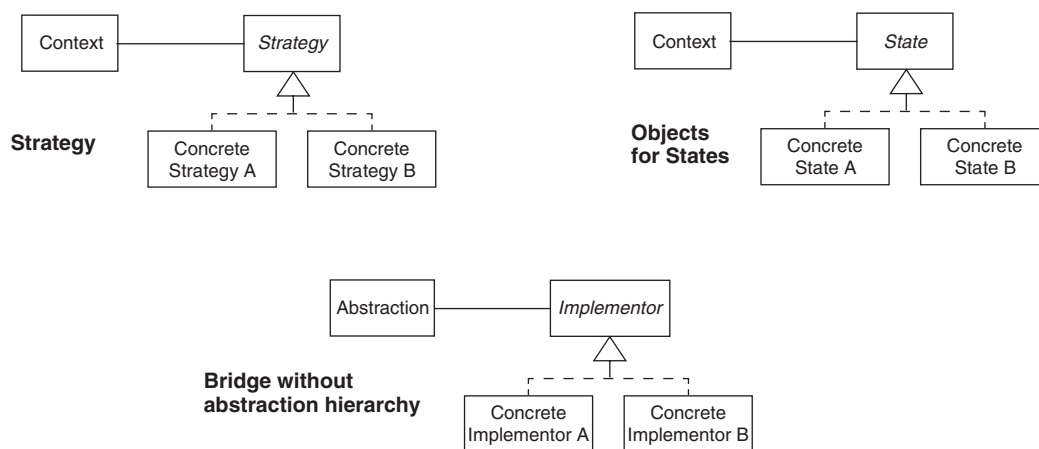 Context
Strategy
Strategy
Concrete
Strategy A
Concrete
Strategy B
Context
State
Objects
for States
Concrete
State A
Concrete
State B
Abstraction
Implementor
Bridge without
abstraction hierarchy
Concrete
Implementor A
Concrete
Implementor B